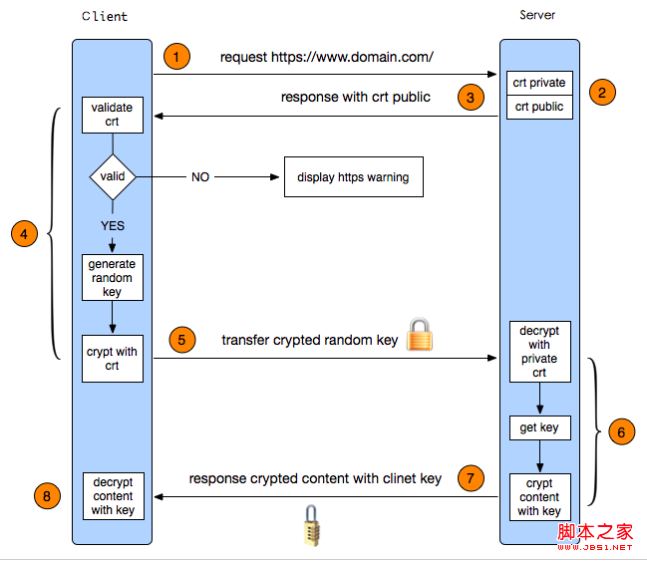 Client
Server
1
request https://www.domain.com/
crt private
2
response with crt public
3
crt public
validate
crt
valid
NO
display https warning
4
YES
generate
random
key
crypt with
crt
5
transfer crypted random key
decrypt
with
private
crt
get key
6
response crypted content with clinet key
7
8
decrypt
content
with key
crypt
content
with key
脚本之家
WWW.JB51.NET